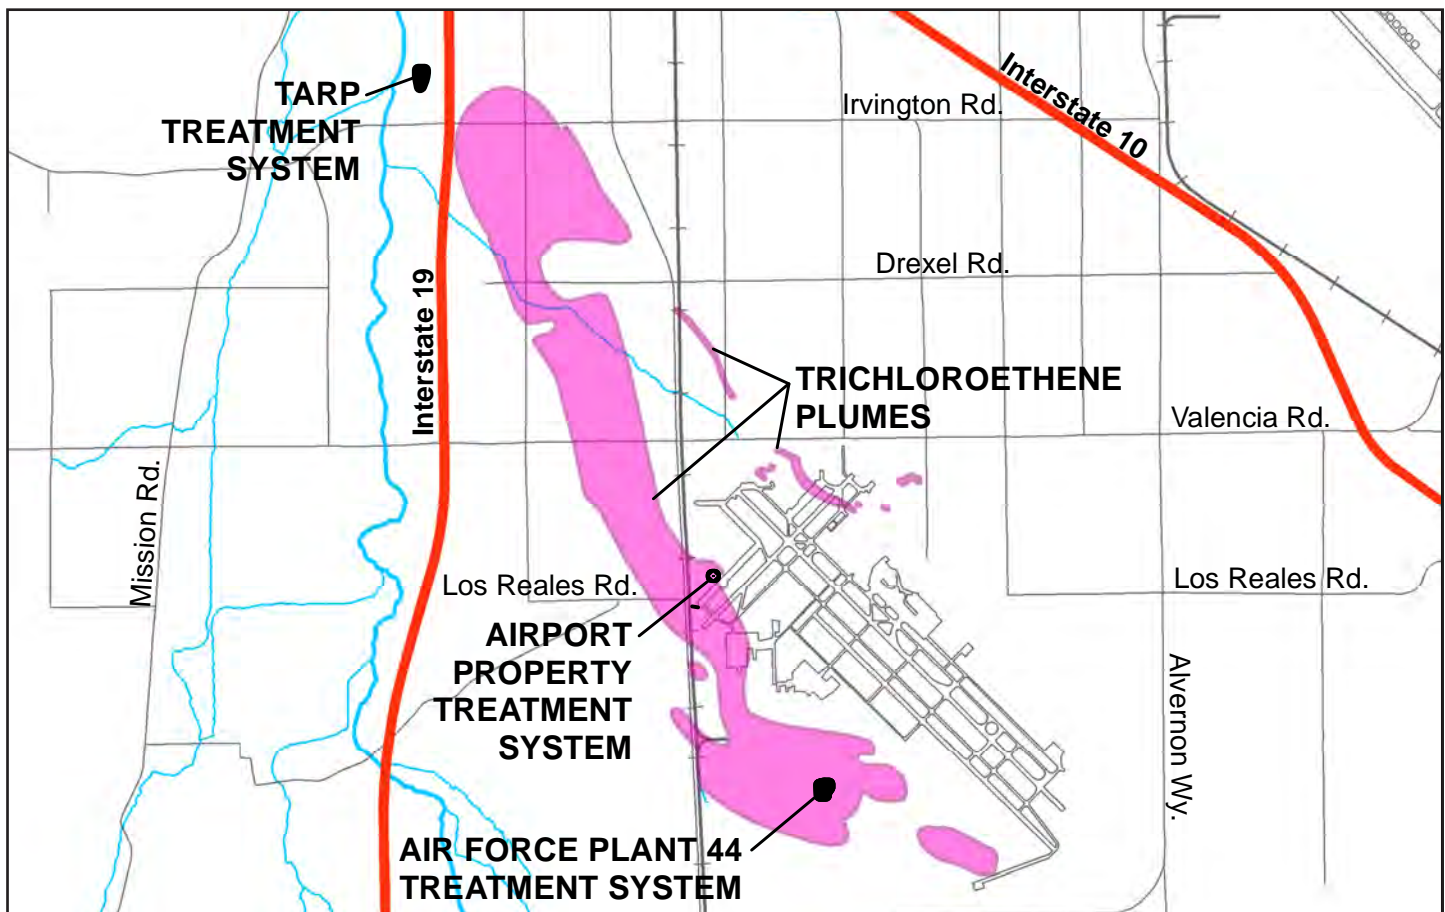 TARP
TREATMENT
SYSTEM
Irvington Rd.
Interstate 10
Drexel Rd.
Interstate 19
TRICHLOROETHENE
PLUMES
Valencia Rd.
Mission Rd.
Los Reales Rd.
Los Reales Rd.
AIRPORT
PROPERTY
TREATMENT
SYSTEM
Alvernon Wy.
AIR FORCE PLANT 44
TREATMENT SYSTEM